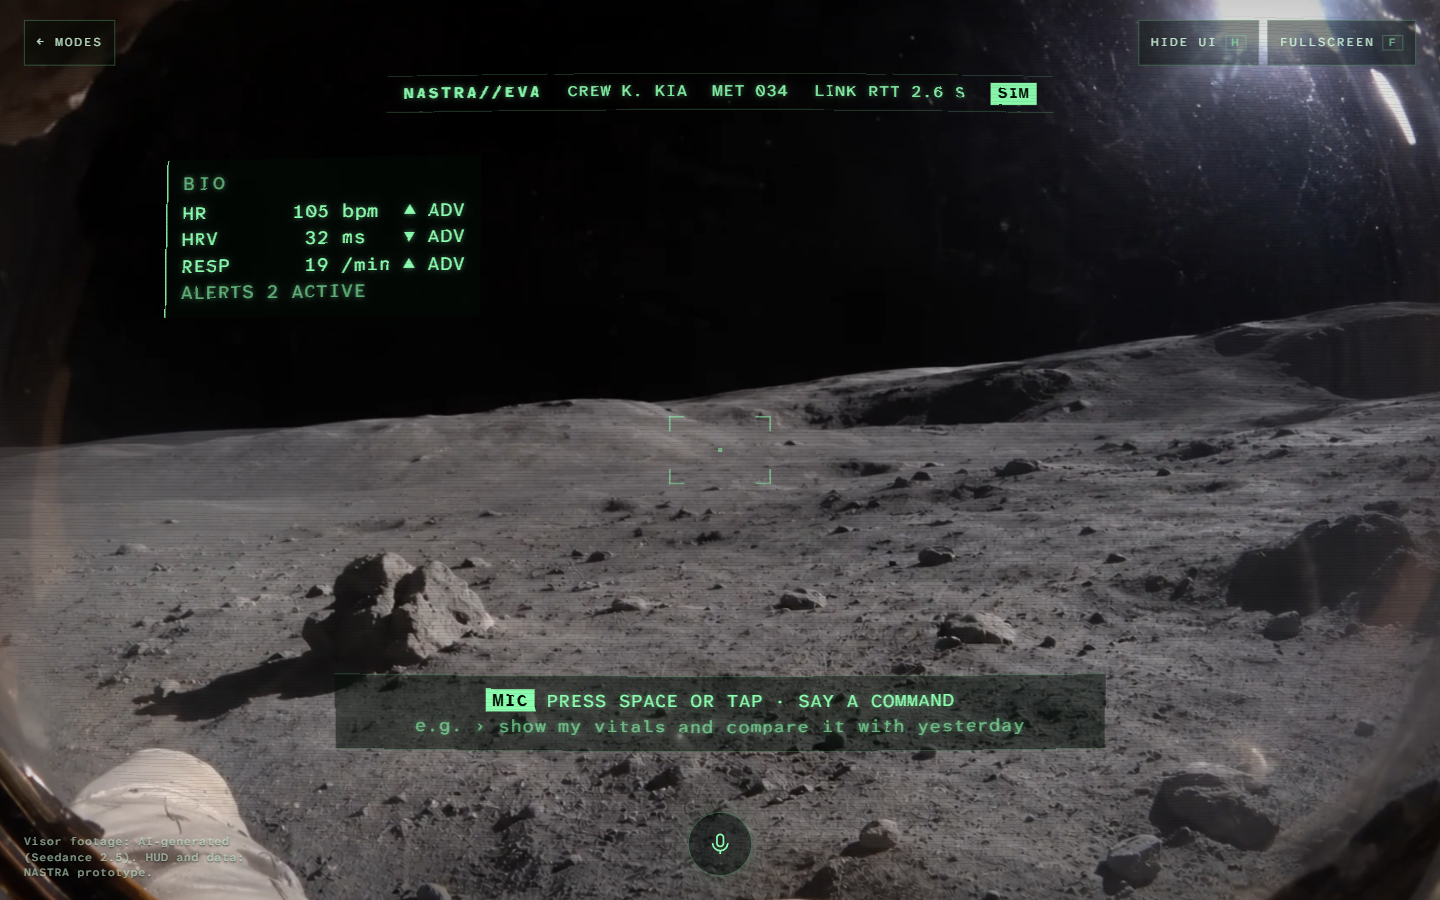 ← MODES
HIDE UI H
FULLSCREEN F
NASTRA//EVA CREW K. KIA MET 034 LINK RTT 2.6 S SIM
BIO
HR 105 bpm ▲ ADV
HRV 32 ms ▼ ADV
RESP 19 /min ▲ ADV
ALERTS 2 ACTIVE
MIC PRESS SPACE OR TAP · SAY A COMMAND
e.g. › show my vitals and compare it with yesterday
Visor footage: AI-generated
(Seedance 2.5). HUD and data:
NASTRA prototype.